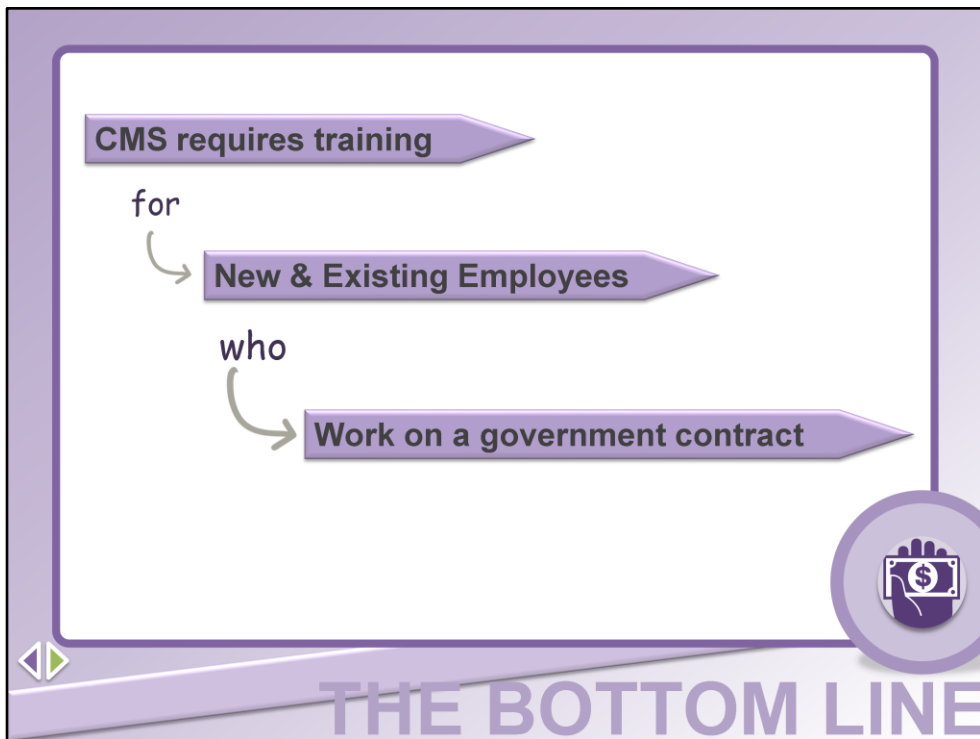 CMS requires training
for
New & Existing Employees
who
Work on a government contract
$
THE BOTTOM LINE